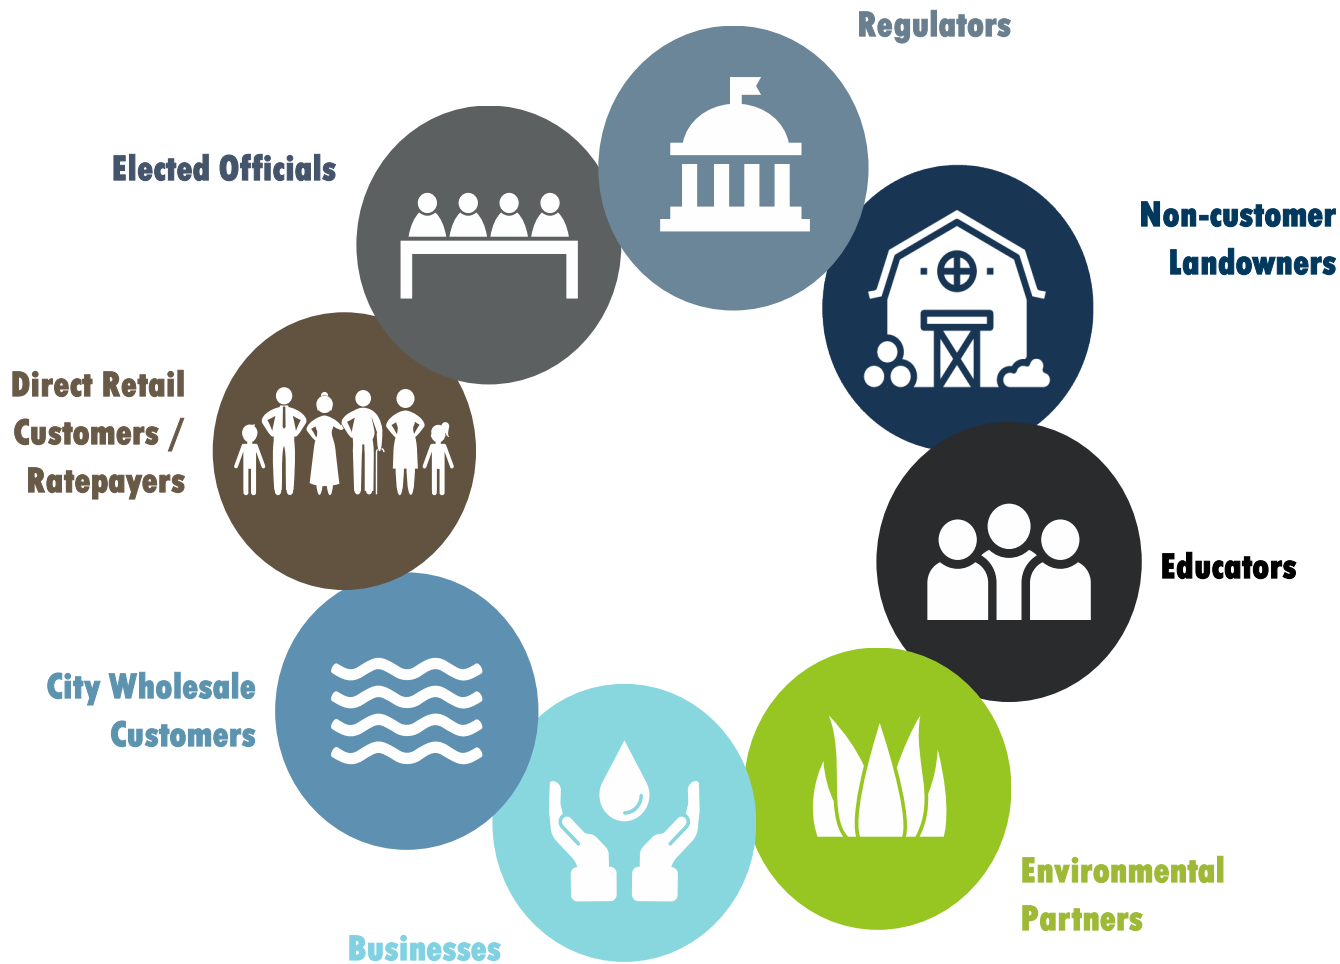 Regulators
Elected Officials
Non-customer
Landowners
Direct Retail
Customers /
Ratepayers
Educators
City Wholesale
Customers
Environmental
Partners
Businesses